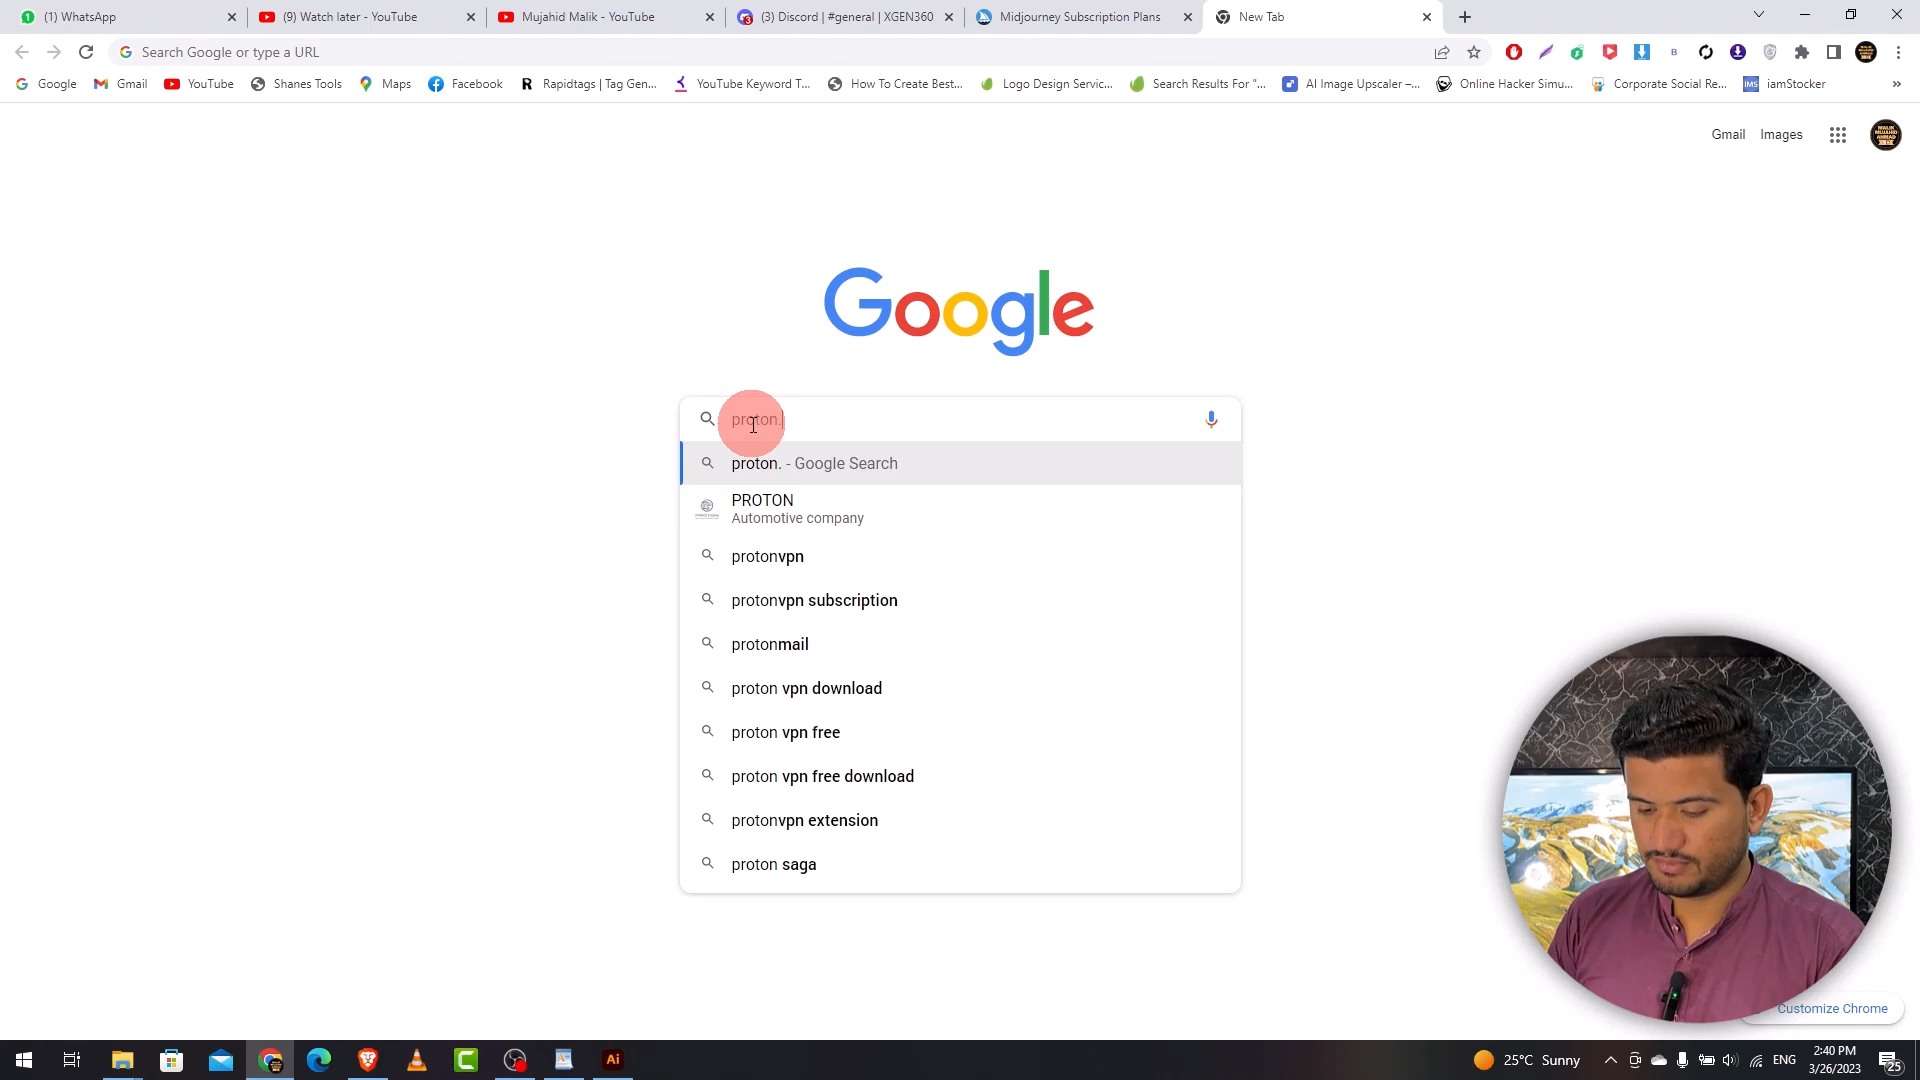 (1) WhatsApp
(9) Watch later - YouTube
Mujahid Malik - YouTube
(3) Discord | #general | XGEN360
Midjourney Subscription Plans
New Tab
Search Google or type a URL
Google
Gmail
YouTube
Shanes Tools
Maps
Facebook
Rapidtags | Tag Gen...
YouTube Keyword T...
How To Create Best...
Logo Design Servic...
Search Results For "...
AI Image Upscaler –...
Online Hacker Simu...
Corporate Social Re...
IMS
iamStocker
Gmail
Images
Google
proton.
proton. - Google Search
PROTON
Automotive company
protonvpn
protonvpn subscription
protonmail
proton vpn download
proton vpn free
proton vpn free download
protonvpn extension
proton saga
Customize Chrome
Ai
25°C Sunny
ENG
2:40 PM
3/26/2023
25